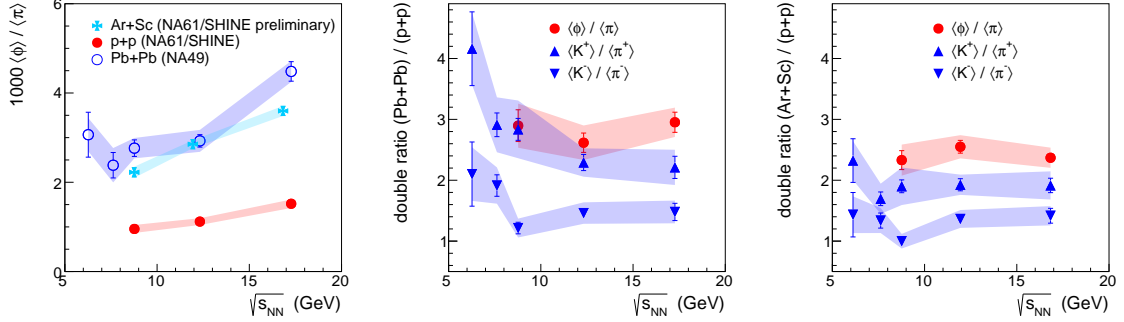 1000 ⟨ϕ⟩ / ⟨π⟩
6
4
2
0
Ar+Sc (NA61/SHINE preliminary)
p+p (NA61/SHINE)
Pb+Pb (NA49)
5 10 15 20
√sNN (GeV)
double ratio (Pb+Pb) / (p+p)
4
3
2
1
⟨ϕ⟩ / ⟨π⟩
⟨K+⟩ / ⟨π+⟩
⟨K-⟩ / ⟨π-⟩
5 10 15 20
√sNN (GeV)
double ratio (Ar+Sc) / (p+p)
4
3
2
1
⟨ϕ⟩ / ⟨π⟩
⟨K+⟩ / ⟨π+⟩
⟨K-⟩ / ⟨π-⟩
5 10 15 20
√sNN (GeV)